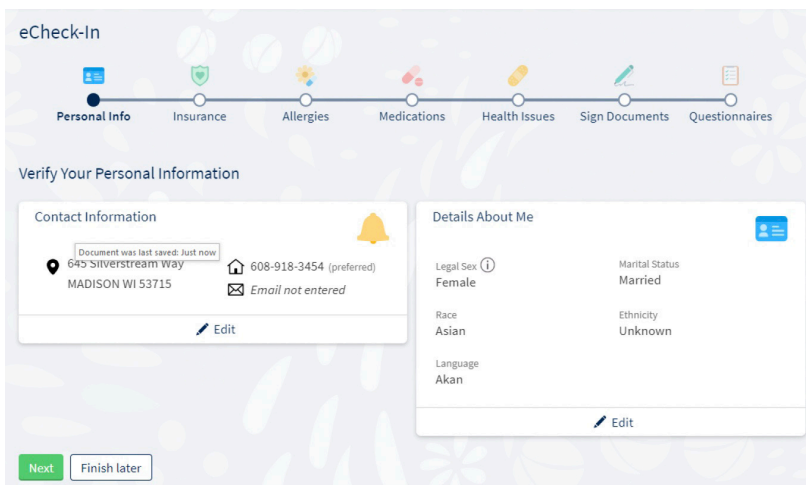 eCheck-In
Personal Info
Insurance
Allergies
Medications
Health Issues
Sign Documents
Questionnaires
Verify Your Personal Information
Contact Information
Document was last saved: Just now
645 Silverstream Way
MADISON WI 53715
608-918-3454 (preferred)
Email not entered
Edit
Details About Me
Legal Sex
Female
Marital Status
Married
Race
Asian
Ethnicity
Unknown
Language
Akan
Edit
Next
Finish later